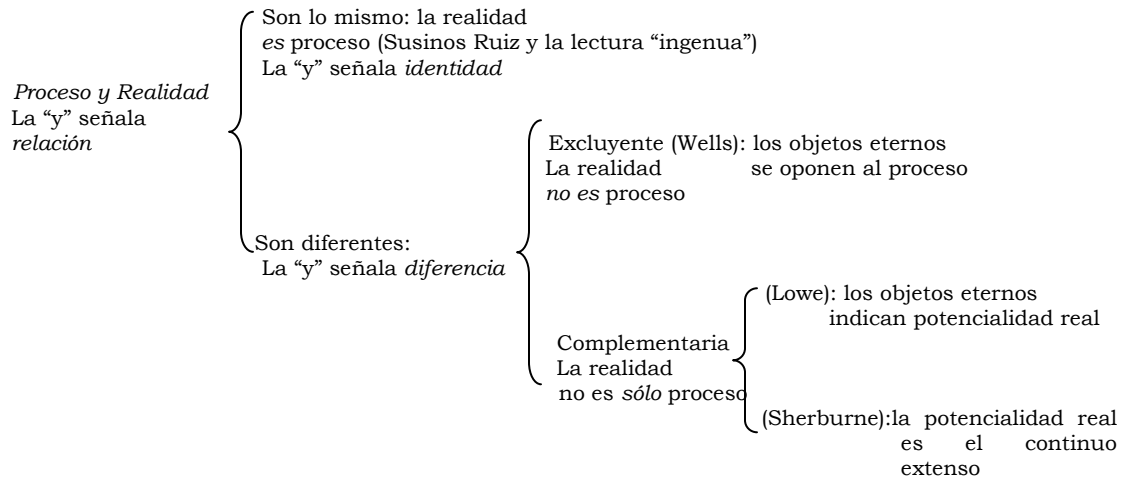 Proceso y Realidad
La “y” señala
relación
Son lo mismo: la realidad
es proceso (Susinos Ruiz y la lectura “ingenua”)
La “y” señala identidad
Son diferentes:
La “y” señala diferencia
Excluyente (Wells): los objetos eternos
La realidad se oponen al proceso
no es proceso
Complementaria
La realidad
no es sólo proceso
(Lowe): los objetos eternos
indican potencialidad real
(Sherburne):la potencialidad real
es el continuo
extenso